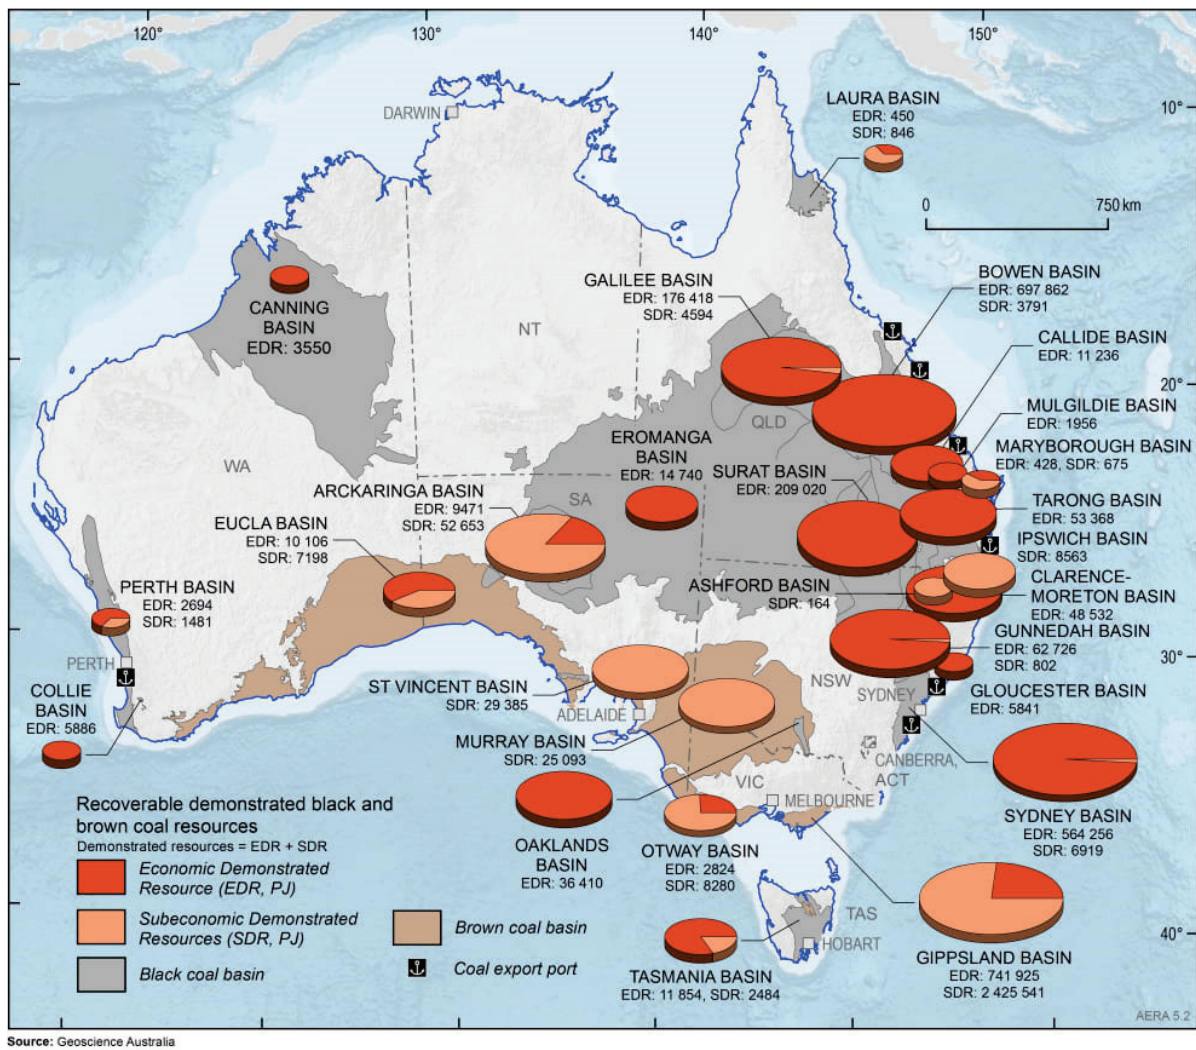 120°
130°
140°
150°
DARWIN
LAURA BASIN
EDR: 450
SDR: 846
10°
0
750 km
CANNING
BASIN
EDR: 3550
NT
GALILEE BASIN
EDR: 176 418
SDR: 4594
BOWEN BASIN
EDR: 697 862
SDR: 3791
CALLIDE BASIN
EDR: 11 236
20°
MULGILDIE BASIN
EDR: 1956
QLD
MARYBOROUGH BASIN
EDR: 428, SDR: 675
WA
EROMANGA
BASIN
EDR: 14 740
SURAT BASIN
EDR: 209 020
SA
ARCKARINGA BASIN
EDR: 9471
SDR: 52 653
TARONG BASIN
EDR: 53 368
EUCLA BASIN
EDR: 10 106
SDR: 7198
IPSWICH BASIN
SDR: 8563
ASHFORD BASIN
SDR: 164
CLARENCE-
MORETON BASIN
EDR: 48 532
PERTH BASIN
EDR: 2694
SDR: 1481
GUNNEDAH BASIN
EDR: 62 726
SDR: 802
30°
PERTH
NSW
SYDNEY
GLOUCESTER BASIN
EDR: 5841
COLLIE
BASIN
EDR: 5886
ST VINCENT BASIN
SDR: 29 385
ADELAIDE
MURRAY BASIN
SDR: 25 093
CANBERRA,
ACT
VIC
MELBOURNE
SYDNEY BASIN
EDR: 564 256
SDR: 6919
OAKLANDS
BASIN
EDR: 36 410
OTWAY BASIN
EDR: 2824
SDR: 8280
Recoverable demonstrated black and
brown coal resources
Demonstrated resources = EDR + SDR
Economic Demonstrated
Resource (EDR, PJ)
Subeconomic Demonstrated
Resources (SDR, PJ)
Black coal basin
Brown coal basin
Coal export port
TAS
HOBART
40°
TASMANIA BASIN
EDR: 11 854, SDR: 2484
GIPPSLAND BASIN
EDR: 741 925
SDR: 2 425 541
AERA 5.2
Source: Geoscience Australia